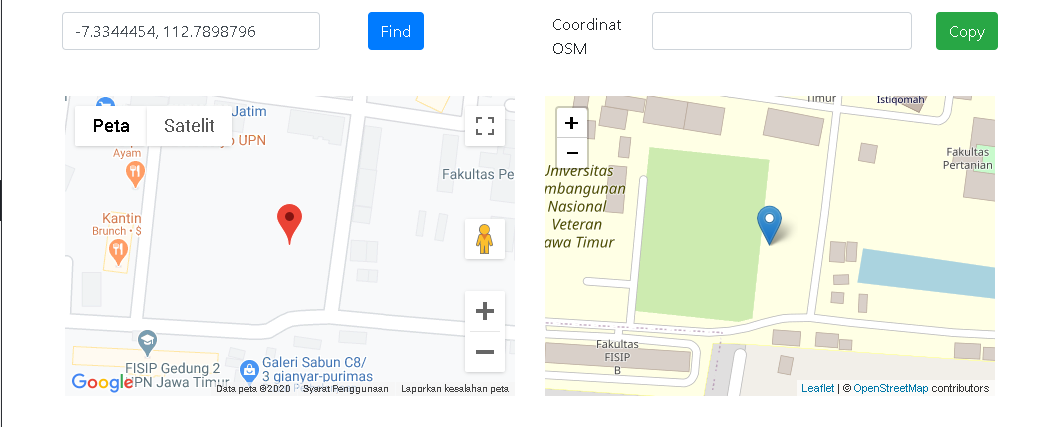 -7.3344454, 112.7898796
Find
Coordinat
OSM
Copy
Jatim
Peta
Satelit
UPN
Ayam
Fakultas Pe
Kantin
Brunch • $
FISIP Gedung 2
UPN Jawa Timur
Galeri Sabun C8/
3 gianyar-purimas
Google
Data peta ©2020
Syarat Penggunaan
Laporkan kesalahan peta
+
−
Timur
Istiqomah
Fakultas
Pertanian
Universitas
mbangunan
Nasional
Veteran
awa Timur
Fakultas
FISIP
B
Leaflet | © OpenStreetMap contributors